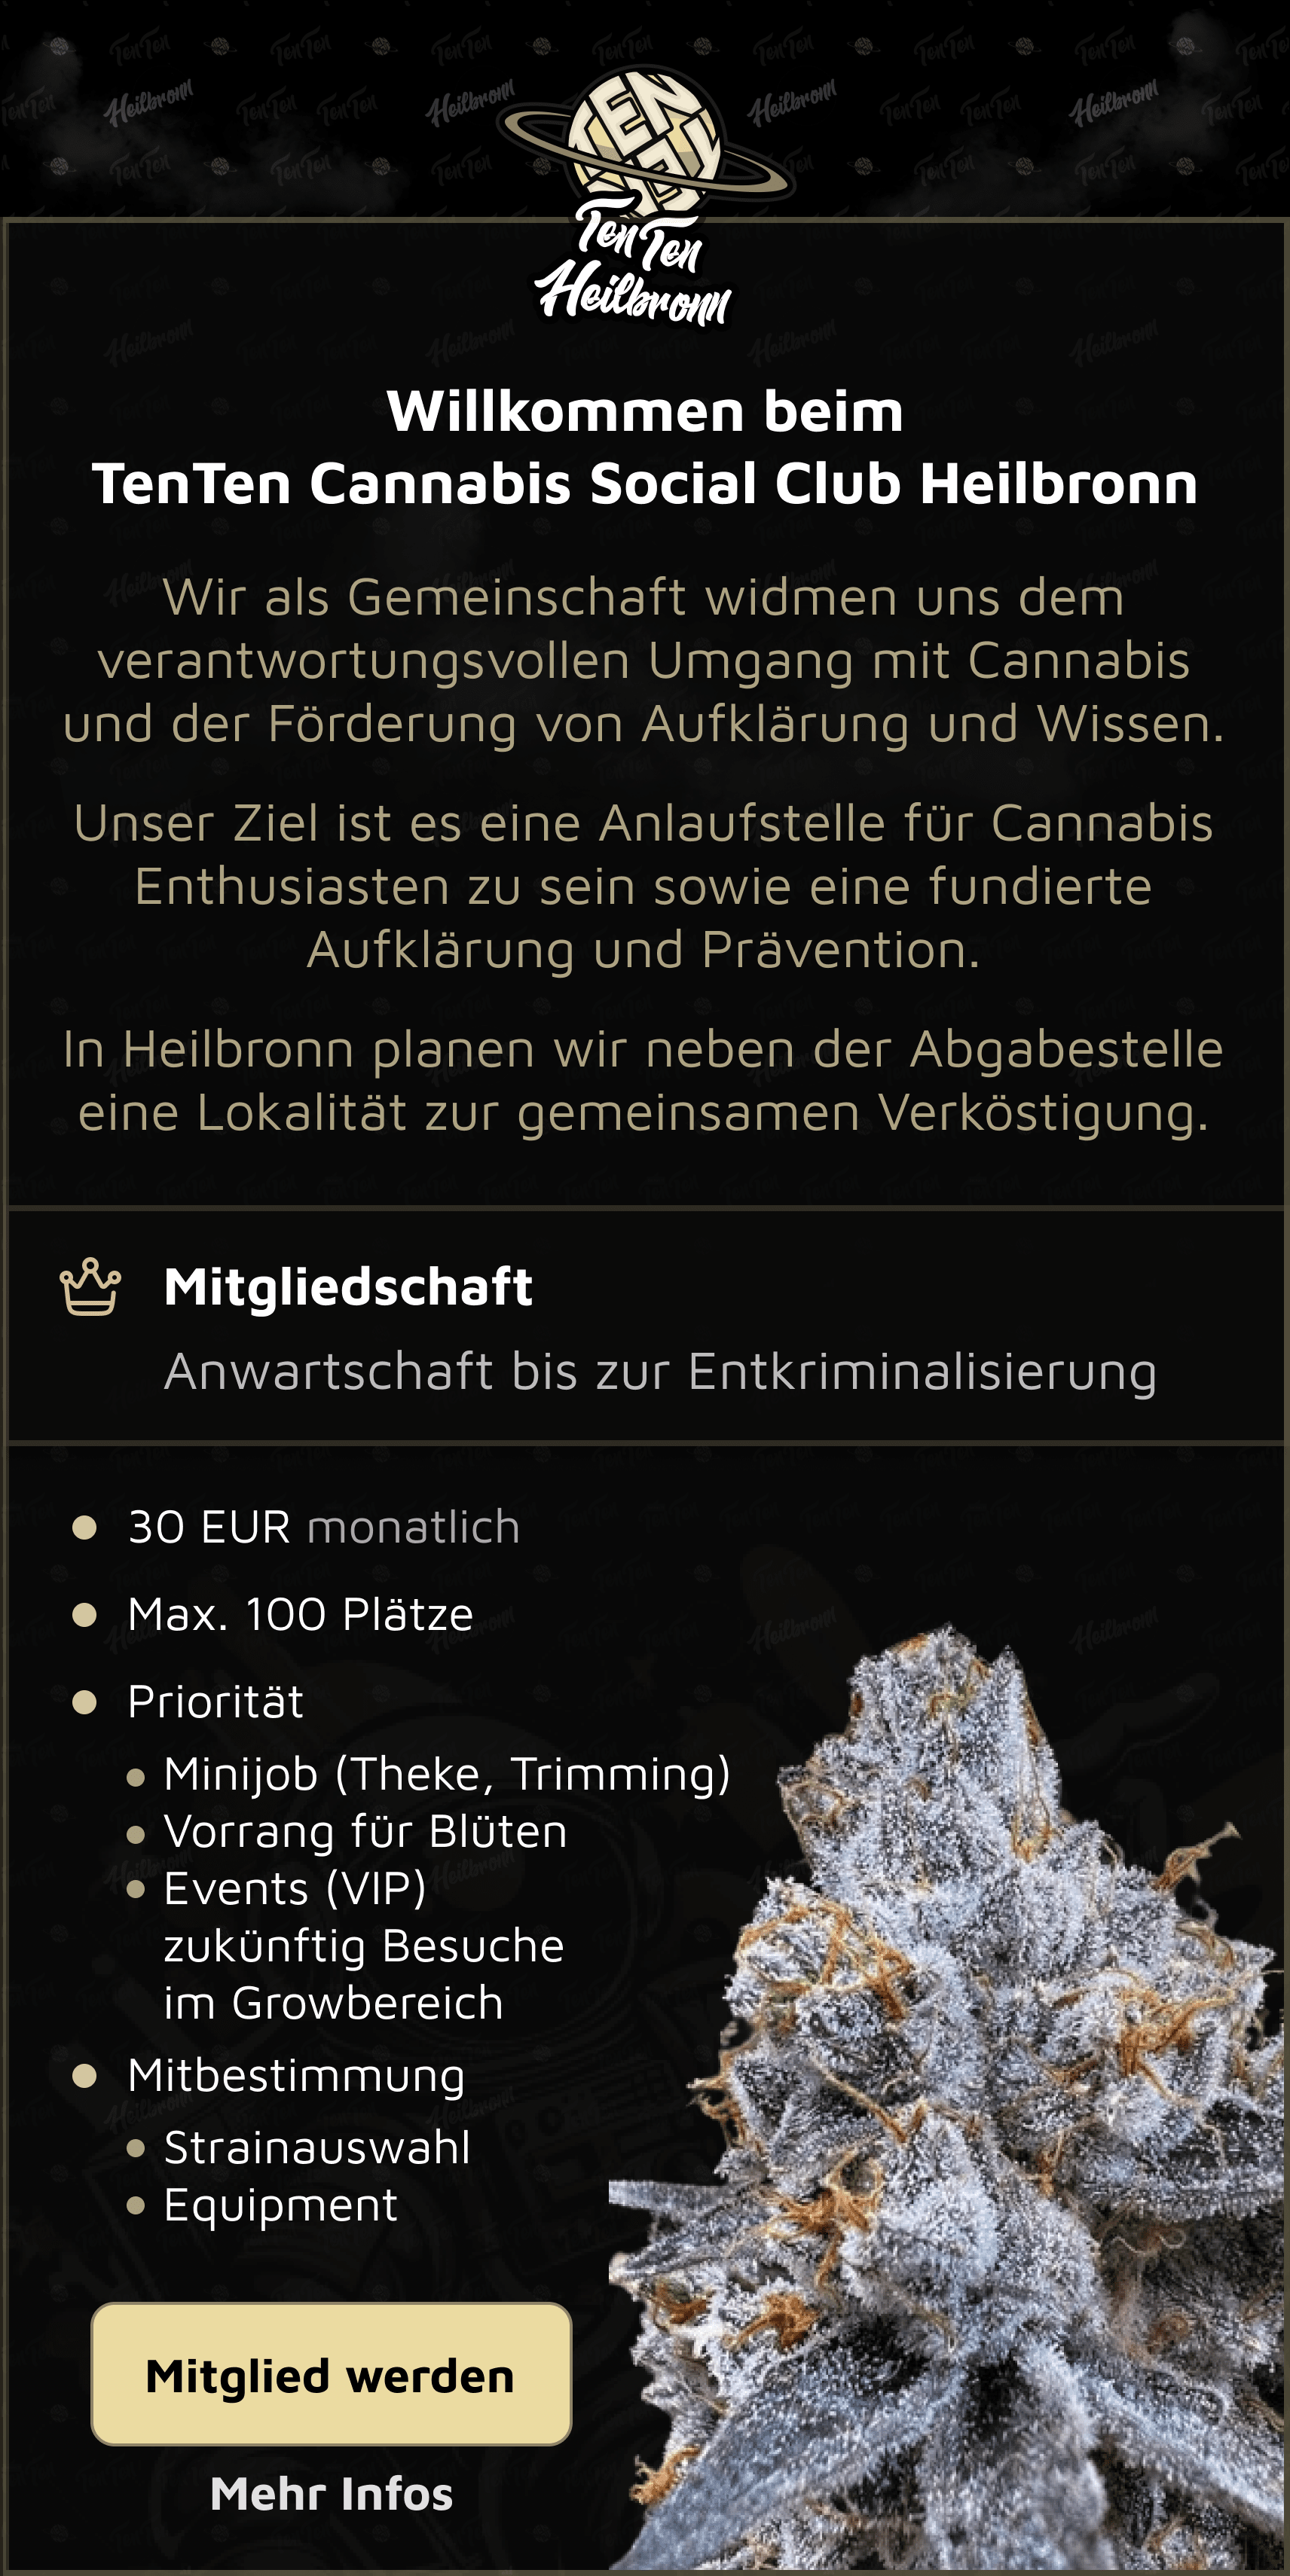 TEN
TenTen
Heilbronn
Willkommen beim
TenTen Cannabis Social Club Heilbronn
Wir als Gemeinschaft widmen uns dem
verantwortungsvollen Umgang mit Cannabis
und der Förderung von Aufklärung und Wissen.
Unser Ziel ist es eine Anlaufstelle für Cannabis
Enthusiasten zu sein sowie eine fundierte
Aufklärung und Prävention.
In Heilbronn planen wir neben der Abgabestelle
eine Lokalität zur gemeinsamen Verköstigung.
Mitgliedschaft
Anwartschaft bis zur Entkriminalisierung
30 EUR monatlich
Max. 100 Plätze
Priorität
Minijob (Theke, Trimming)
Vorrang für Blüten
Events (VIP)
zukünftig Besuche
im Growbereich
Mitbestimmung
Strainauswahl
Equipment
Mitglied werden
Mehr Infos